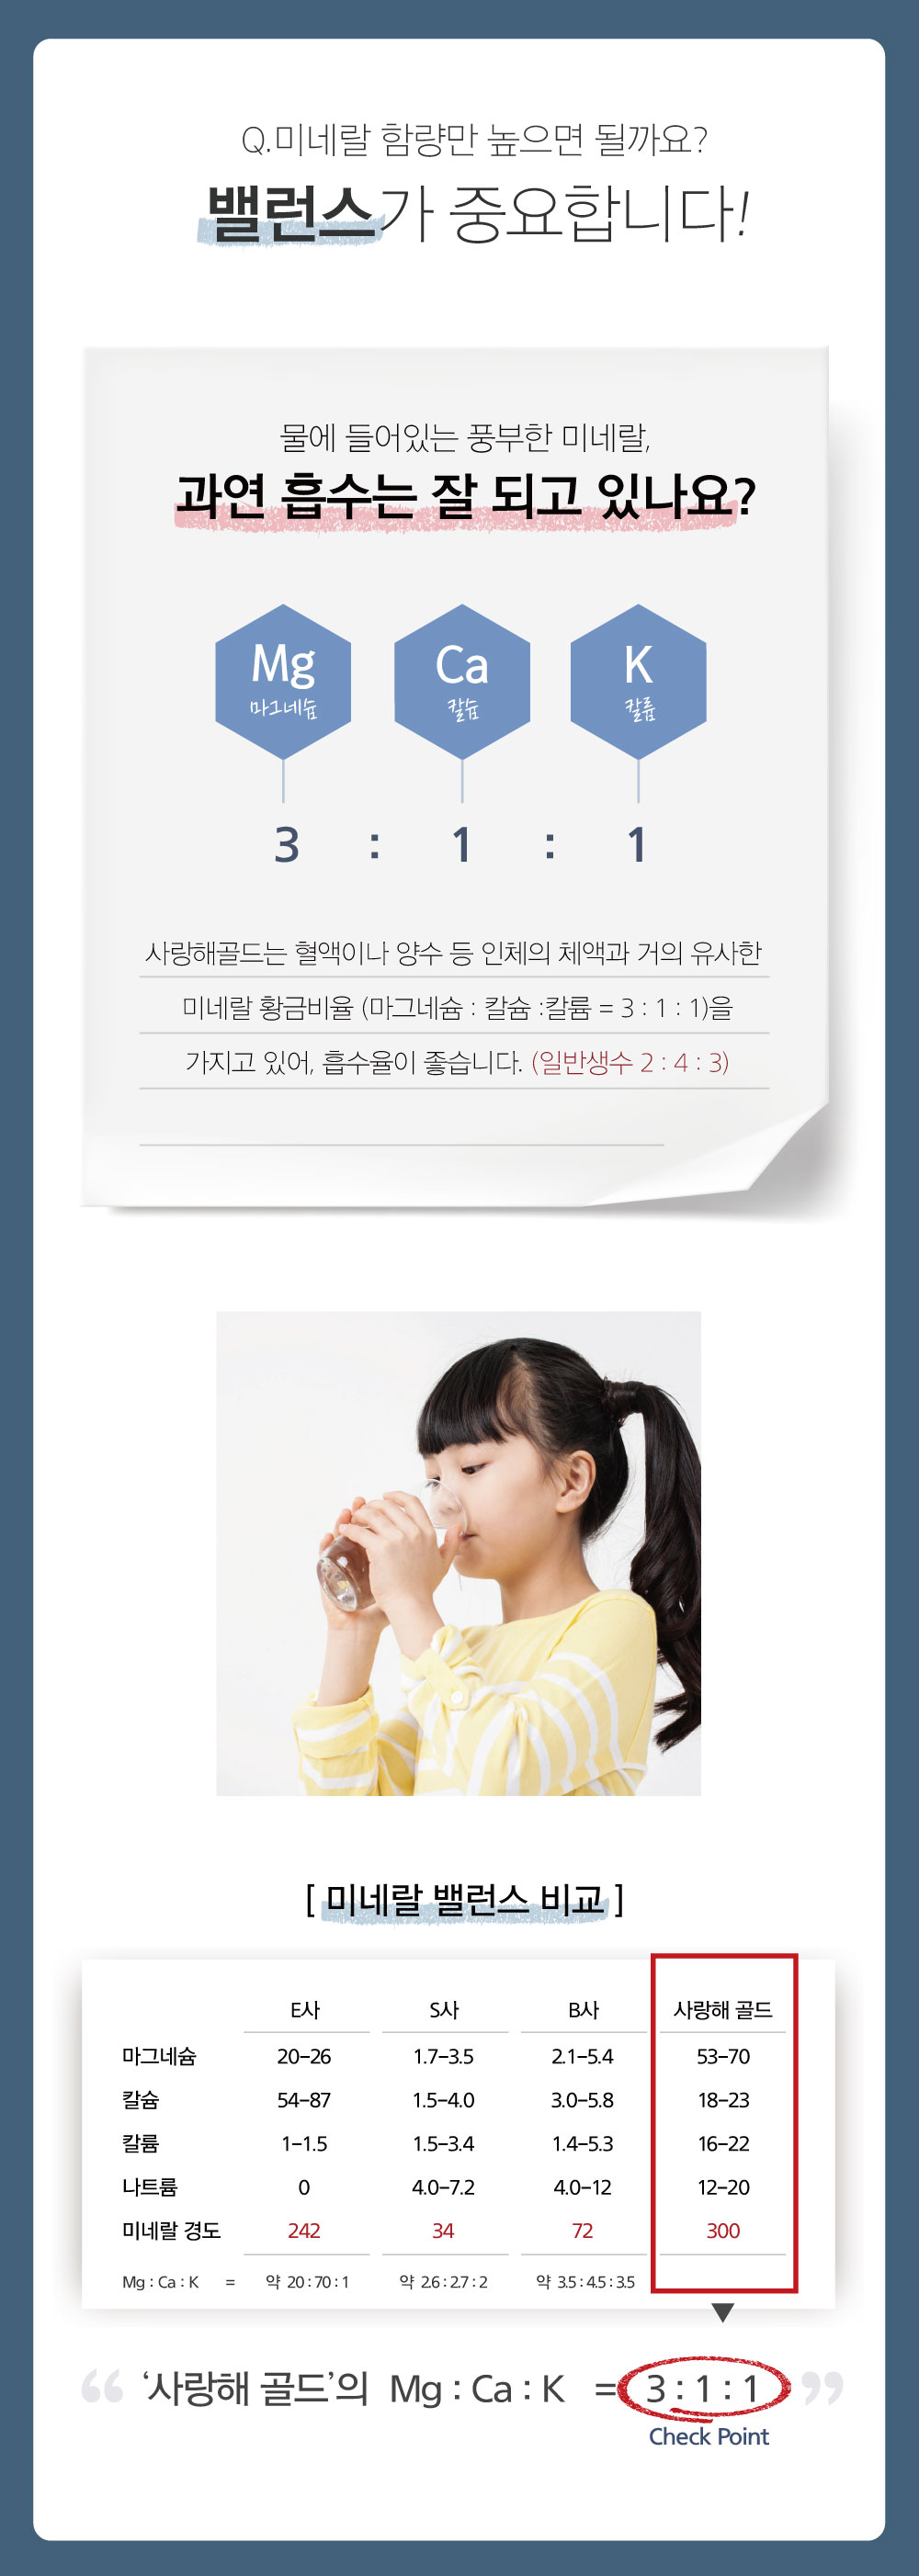 Q.미네랄 함량만 높으면 될까요?
밸런스가 중요합니다!
물에 들어있는 풍부한 미네랄,
과연 흡수는 잘 되고 있나요?
Mg Ca K
마그네슘 칼슘 칼륨
3 : 1 : 1
사랑해골드는 혈액이나 양수 등 인체의 체액과 거의 유사한
미네랄 황금비율 (마그네슘 : 칼슘 :칼륨 = 3 : 1 : 1)을
가지고 있어, 흡수율이 좋습니다. (일반생수 2 : 4 : 3)
[ 미네랄 밸런스 비교 ]
E사 S사 B사 사랑해 골드
마그네슘 20-26 1.7-3.5 2.1-5.4 53-70
칼슘 54-87 1.5-4.0 3.0-5.8 18-23
칼륨 1-1.5 1.5-3.4 1.4-5.3 16-22
나트륨 0 4.0-7.2 4.0-12 12-20
미네랄 경도 242 34 72 300
Mg : Ca : K = 약 20 : 70 : 1 약 2.6 : 2.7 : 2 약 3.5 : 4.5 : 3.5
“ ‘사랑해 골드’의 Mg : Ca : K = 3 : 1 : 1 ”
Check Point